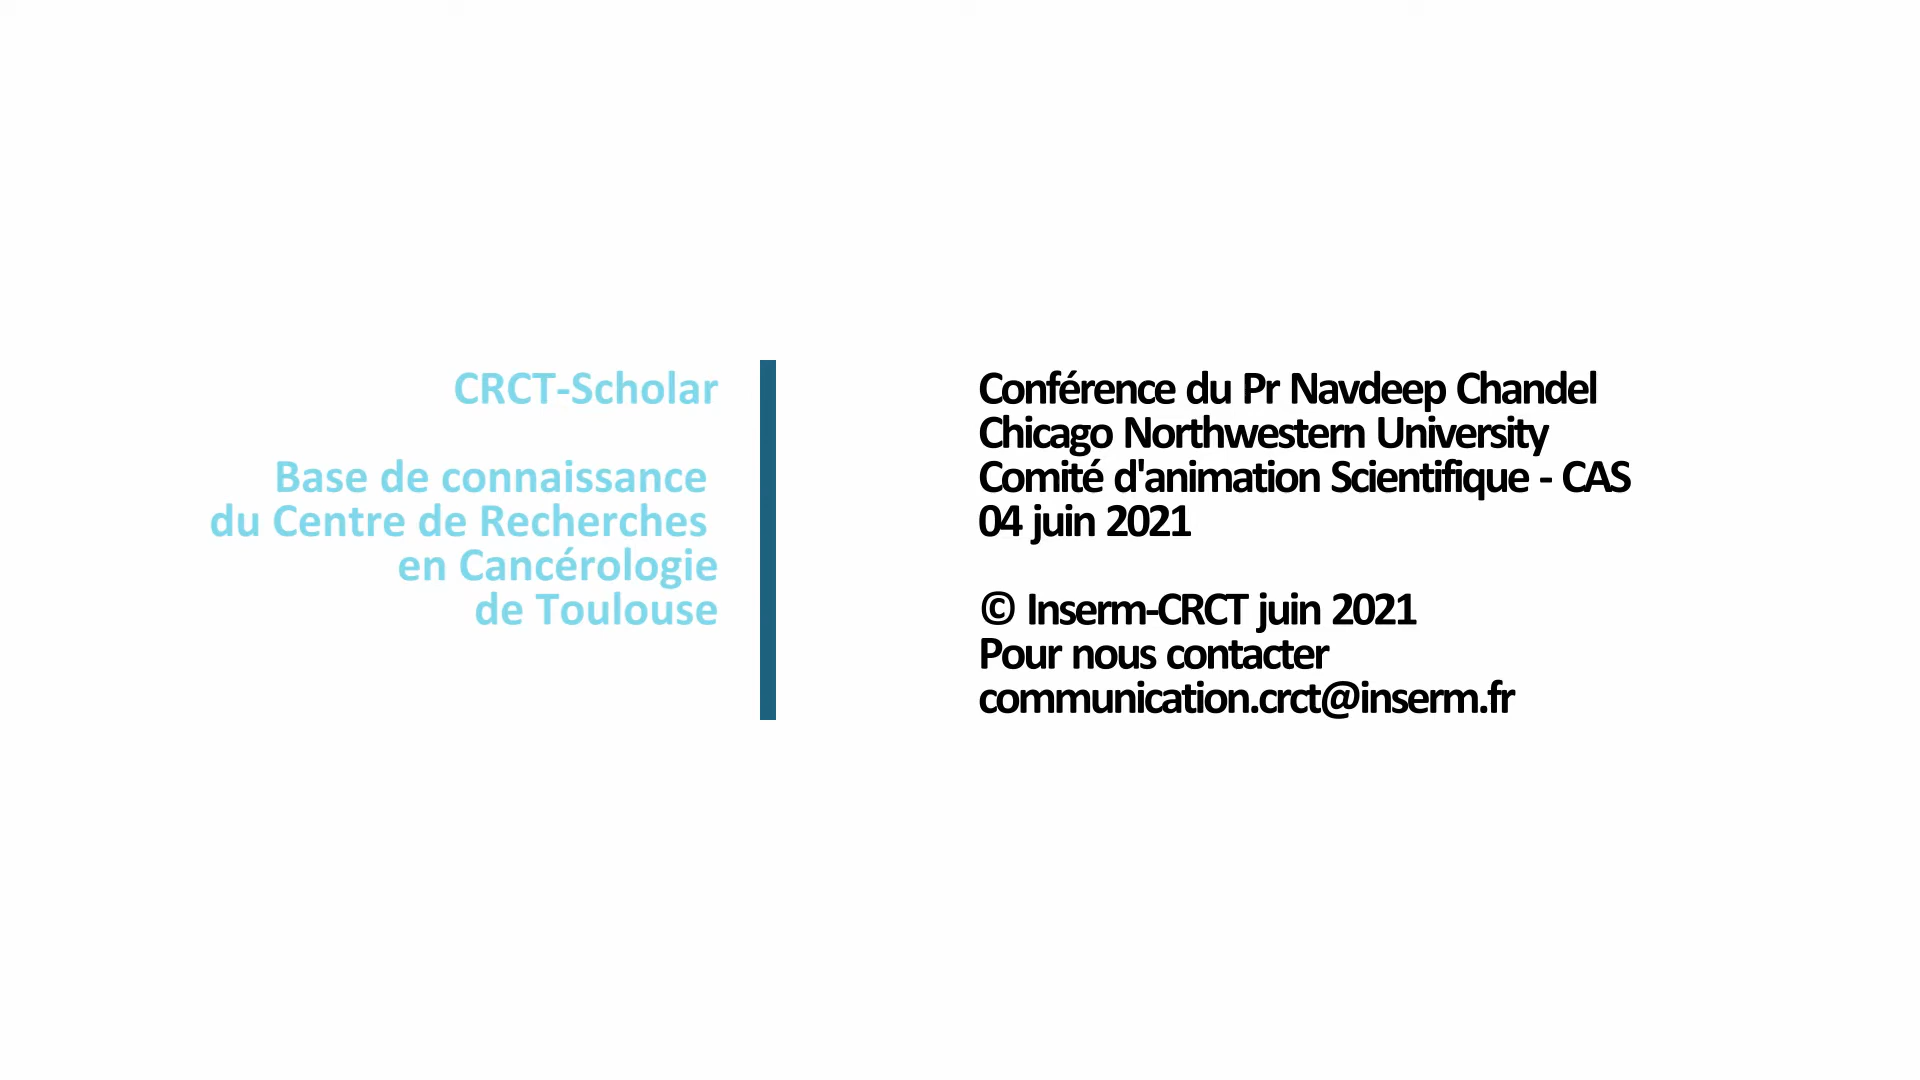 CRCT-Scholar
Base de connaissance
du Centre de Recherches
en Cancérologie
de Toulouse
Conférence du Pr Navdeep Chandel
Chicago Northwestern University
Comité d'animation Scientifique - CAS
04 juin 2021
© Inserm-CRCT juin 2021
Pour nous contacter
communication.crct@inserm.fr